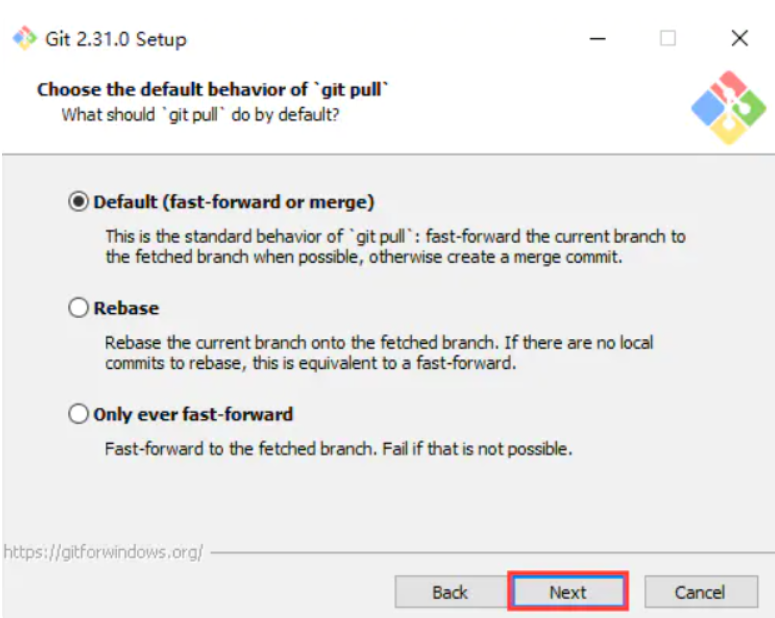 Git 2.31.0 Setup
Choose the default behavior of `git pull`
What should `git pull` do by default?
Default (fast-forward or merge)
This is the standard behavior of `git pull`: fast-forward the current branch to
the fetched branch when possible, otherwise create a merge commit.
Rebase
Rebase the current branch onto the fetched branch. If there are no local
commits to rebase, this is equivalent to a fast-forward.
Only ever fast-forward
Fast-forward to the fetched branch. Fail if that is not possible.
https://gitforwindows.org/
Back Next Cancel